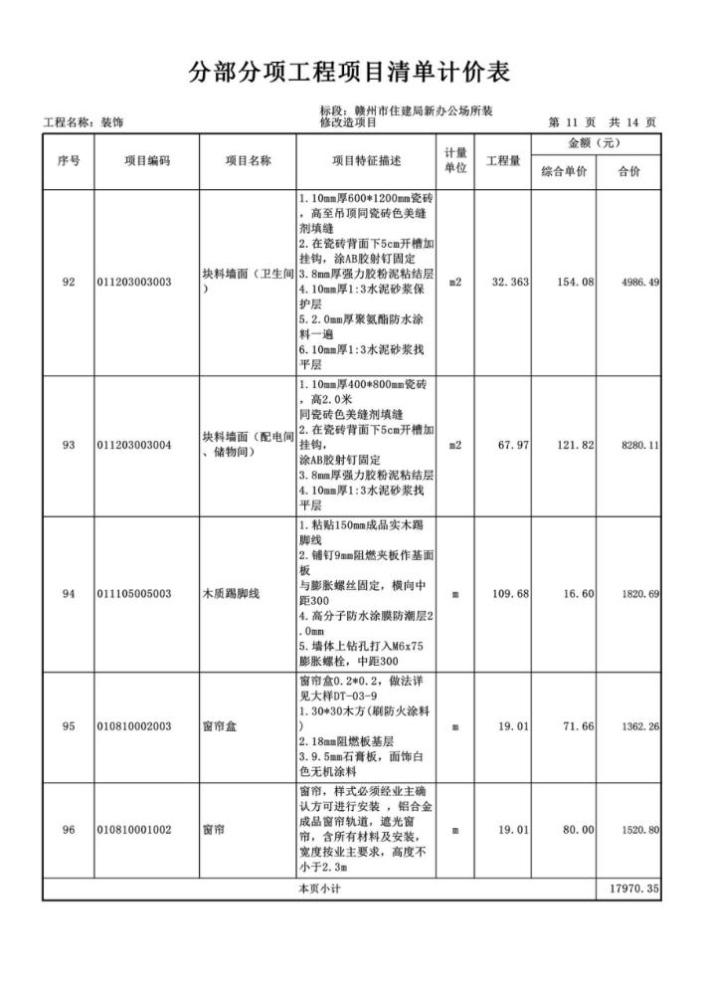 分部分项工程项目清单计价表
标段：赣州市住建局新办公场所装
工程名称：装饰 修改造项目 第 11 页 共 14 页
序号 项目编码 项目名称 项目特征描述 计量单位 工程量 金额（元）
综合单价 合价
92 011203003003 块料墙面（卫生间） m2 32.363 154.08 4986.49
1.10mm厚600*1200mm瓷砖
，高至吊顶同瓷砖色美缝
剂填缝
2.在瓷砖背面下5cm开槽加
挂钩，涂AB胶射钉固定
3.8mm厚强力胶粉泥粘结层
4.10mm厚1:3水泥砂浆保
护层
5.2.0mm厚聚氨酯防水涂
料一遍
6.10mm厚1:3水泥砂浆找
平层
93 011203003004 块料墙面（配电间、储物间） m2 67.97 121.82 8280.11
1.10mm厚400*800mm瓷砖
，高2.0米
同瓷砖色美缝剂填缝
2.在瓷砖背面下5cm开槽加
挂钩，
涂AB胶射钉固定
3.8mm厚强力胶粉泥粘结层
4.10mm厚1:3水泥砂浆找
平层
94 011105005003 木质踢脚线 m 109.68 16.60 1820.69
1.粘贴150mm成品实木踢
脚线
2.铺钉9mm阻燃夹板作基面
板
与膨胀螺丝固定，横向中
距300
4.高分子防水涂膜防潮层2
.0mm
5.墙体上钻孔打入M6x75
膨胀螺栓，中距300
95 010810002003 窗帘盒 m 19.01 71.66 1362.26
窗帘盒0.2*0.2，做法详
见大样DT-03-9
1.30*30木方(刷防火涂料
)
2.18mm阻燃板基层
3.9.5mm石膏板，面饰白
色无机涂料
96 010810001002 窗帘 m 19.01 80.00 1520.80
窗帘，样式必须经业主确
认方可进行安装 ，铝合金
成品窗帘轨道，遮光窗
帘，含所有材料及安装，
宽度按业主要求，高度不
小于2.3m
本页小计 17970.35